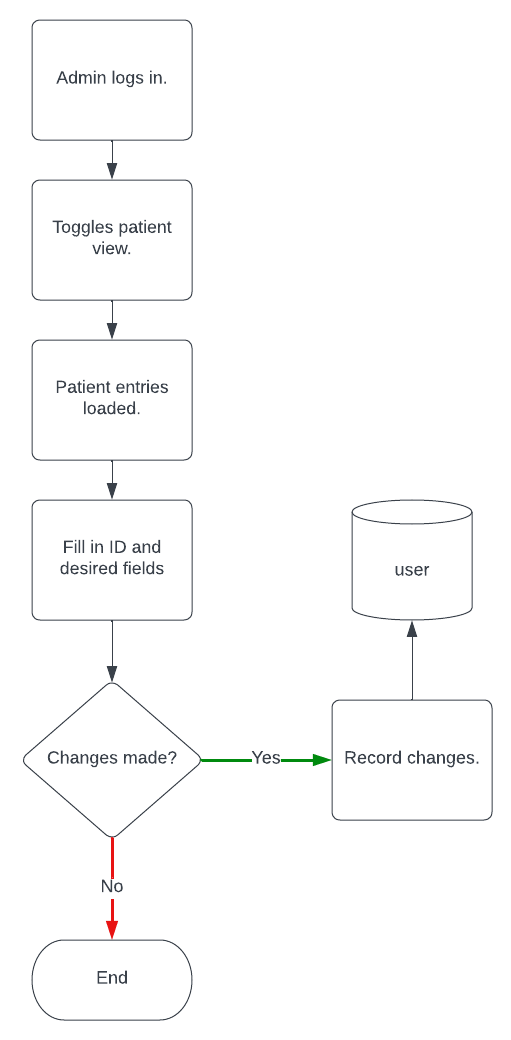 Admin logs in.
Toggles patient
view.
Patient entries
loaded.
Fill in ID and
desired fields
user
Changes made?
Yes
Record changes.
No
End